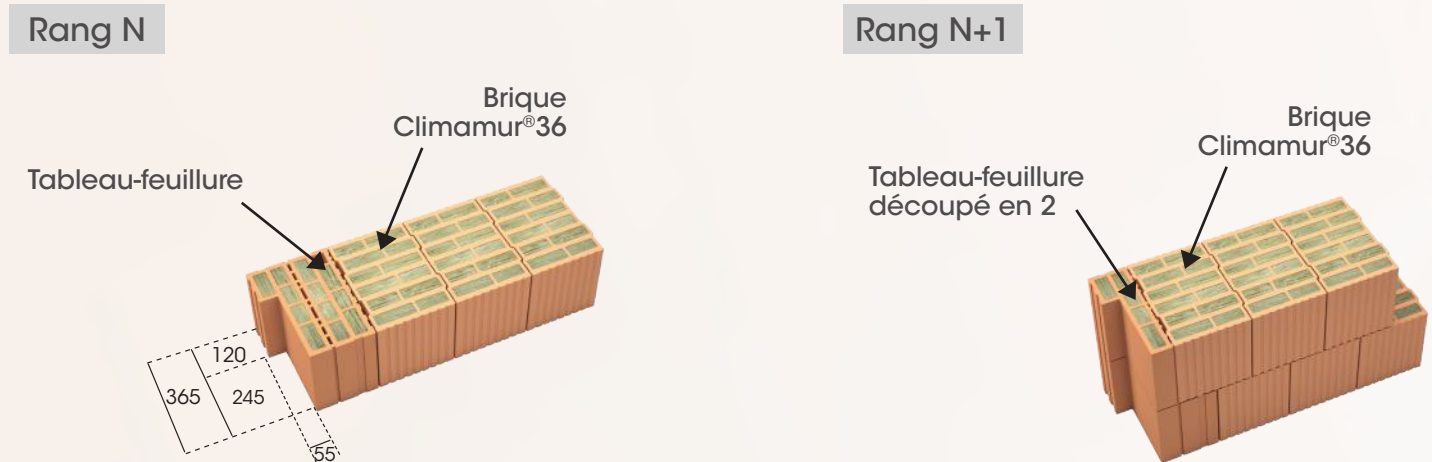 Rang N
Brique
Climamur®36
Tableau-feuillure
120
365
245
55
Rang N+1
Brique
Climamur®36
Tableau-feuillure
découpé en 2